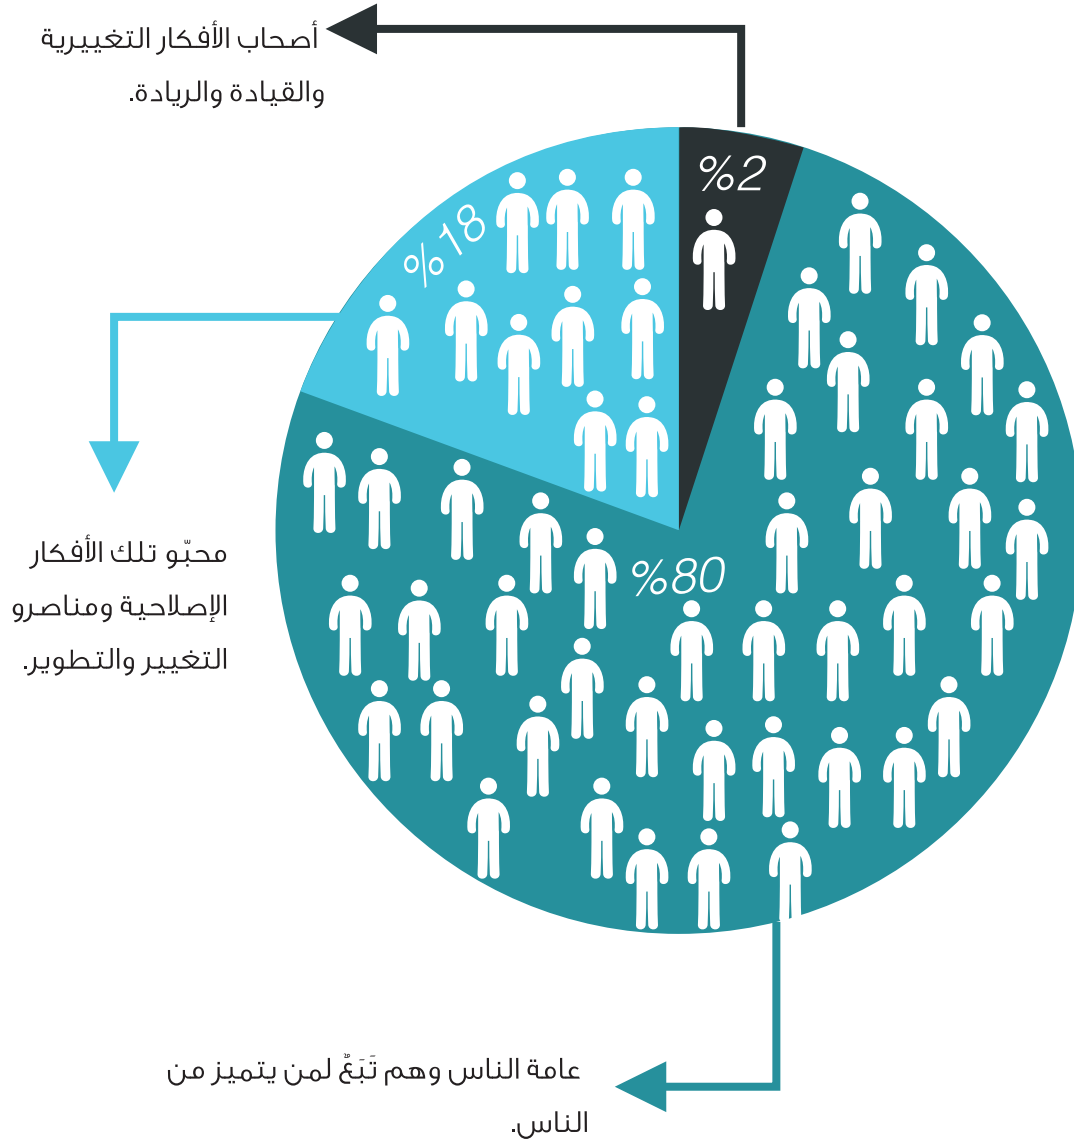 أصحاب الأفكار التغييرية
والقيادة والريادة.
%2
%18
محبّو تلك الأفكار
الإصلاحية ومناصرو
التغيير والتطوير.
%80
عامة الناس وهم تَبَعٌ لمن يتميز من
الناس.